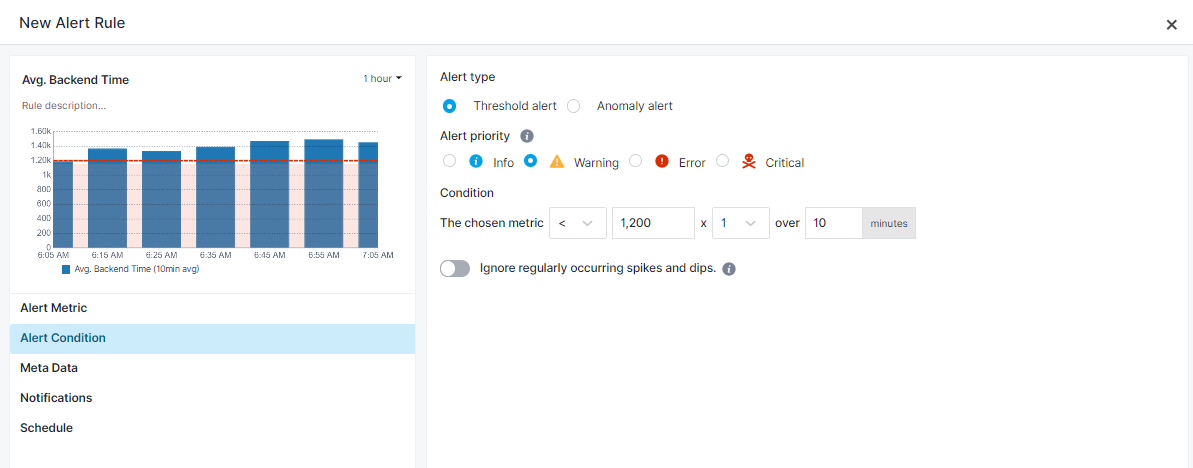 New Alert Rule
Avg. Backend Time
1 hour
Rule description...
1.60k
1.40k
1.20k
1k
800
600
400
200
0
6:05 AM 6:15 AM 6:25 AM 6:35 AM 6:45 AM 6:55 AM 7:05 AM
Avg. Backend Time (10min avg)
Alert Metric
Alert Condition
Meta Data
Notifications
Schedule
Alert type
Threshold alert Anomaly alert
Alert priority
Info Warning Error Critical
Condition
The chosen metric < 1,200 x 1 over 10 minutes
Ignore regularly occurring spikes and dips.